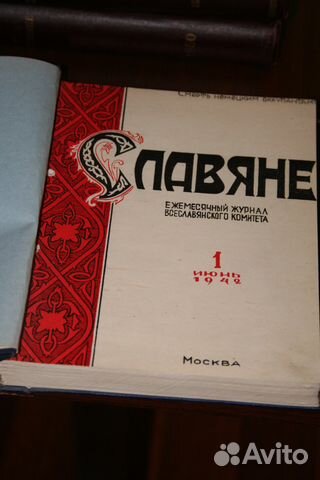 Смерть немецким оккупантам
Славяне
ежемесячный журнал
всеславянского комитета
1
июнь
1942
Москва
Avito